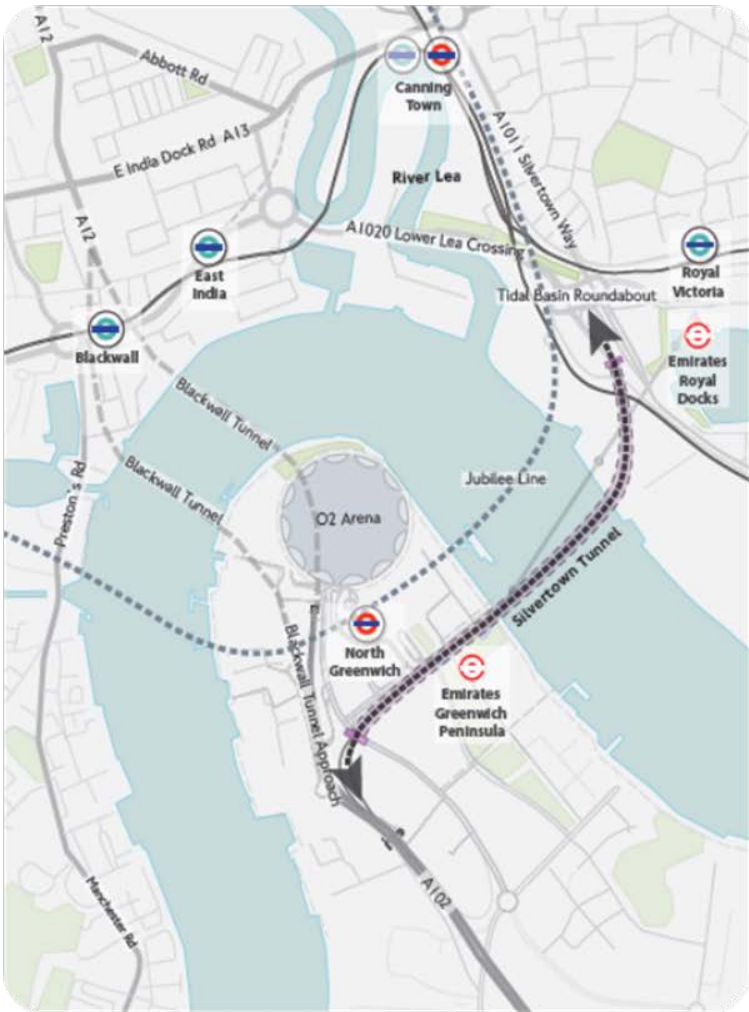 A12
Abbott Rd
Canning
Town
A1011 Silvertown Way
E India Dock Rd A13
River Lea
A12
A1020 Lower Lea Crossing
East
India
Royal
Victoria
Tidal Basin Roundabout
Blackwall
Emirates
Royal
Docks
Blackwall Tunnel
Blackwall Tunnel
Jubilee Line
Preston's Rd
O2 Arena
Silvertown Tunnel
North
Greenwich
Blackwall Tunnel Approach
Emirates
Greenwich
Peninsula
A102
Manchester Rd